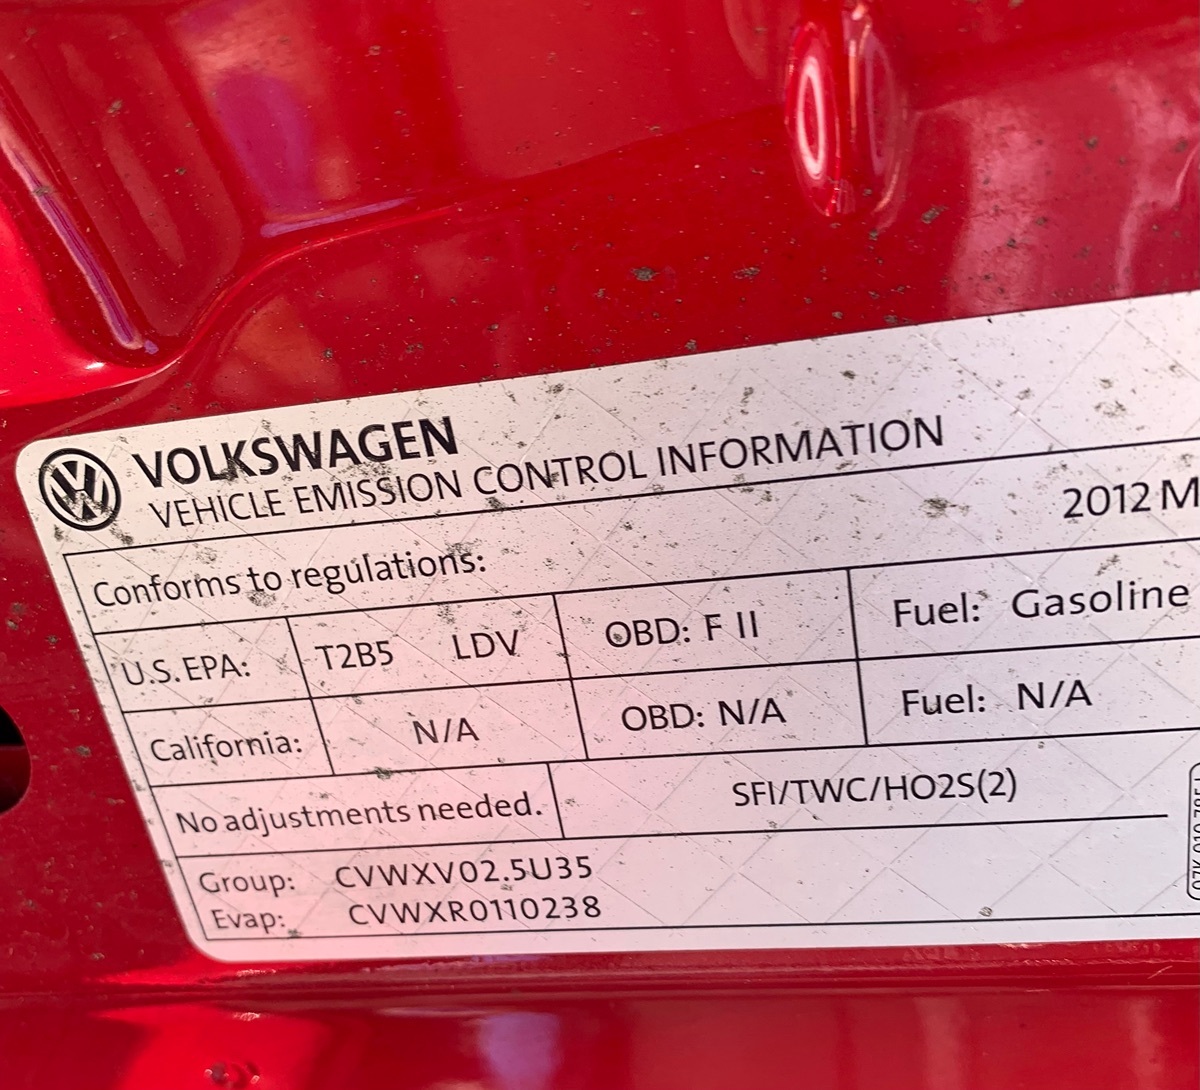 VOLKSWAGEN
VEHICLE EMISSION CONTROL INFORMATION
2012 M
Conforms to regulations:
U.S. EPA: T2B5 LDV OBD: F II Fuel: Gasoline
California: N/A OBD: N/A Fuel: N/A
No adjustments needed. SFI/TWC/HO2S(2)
Group: CVWXV02.5U35
Evap: CVWXR0110238